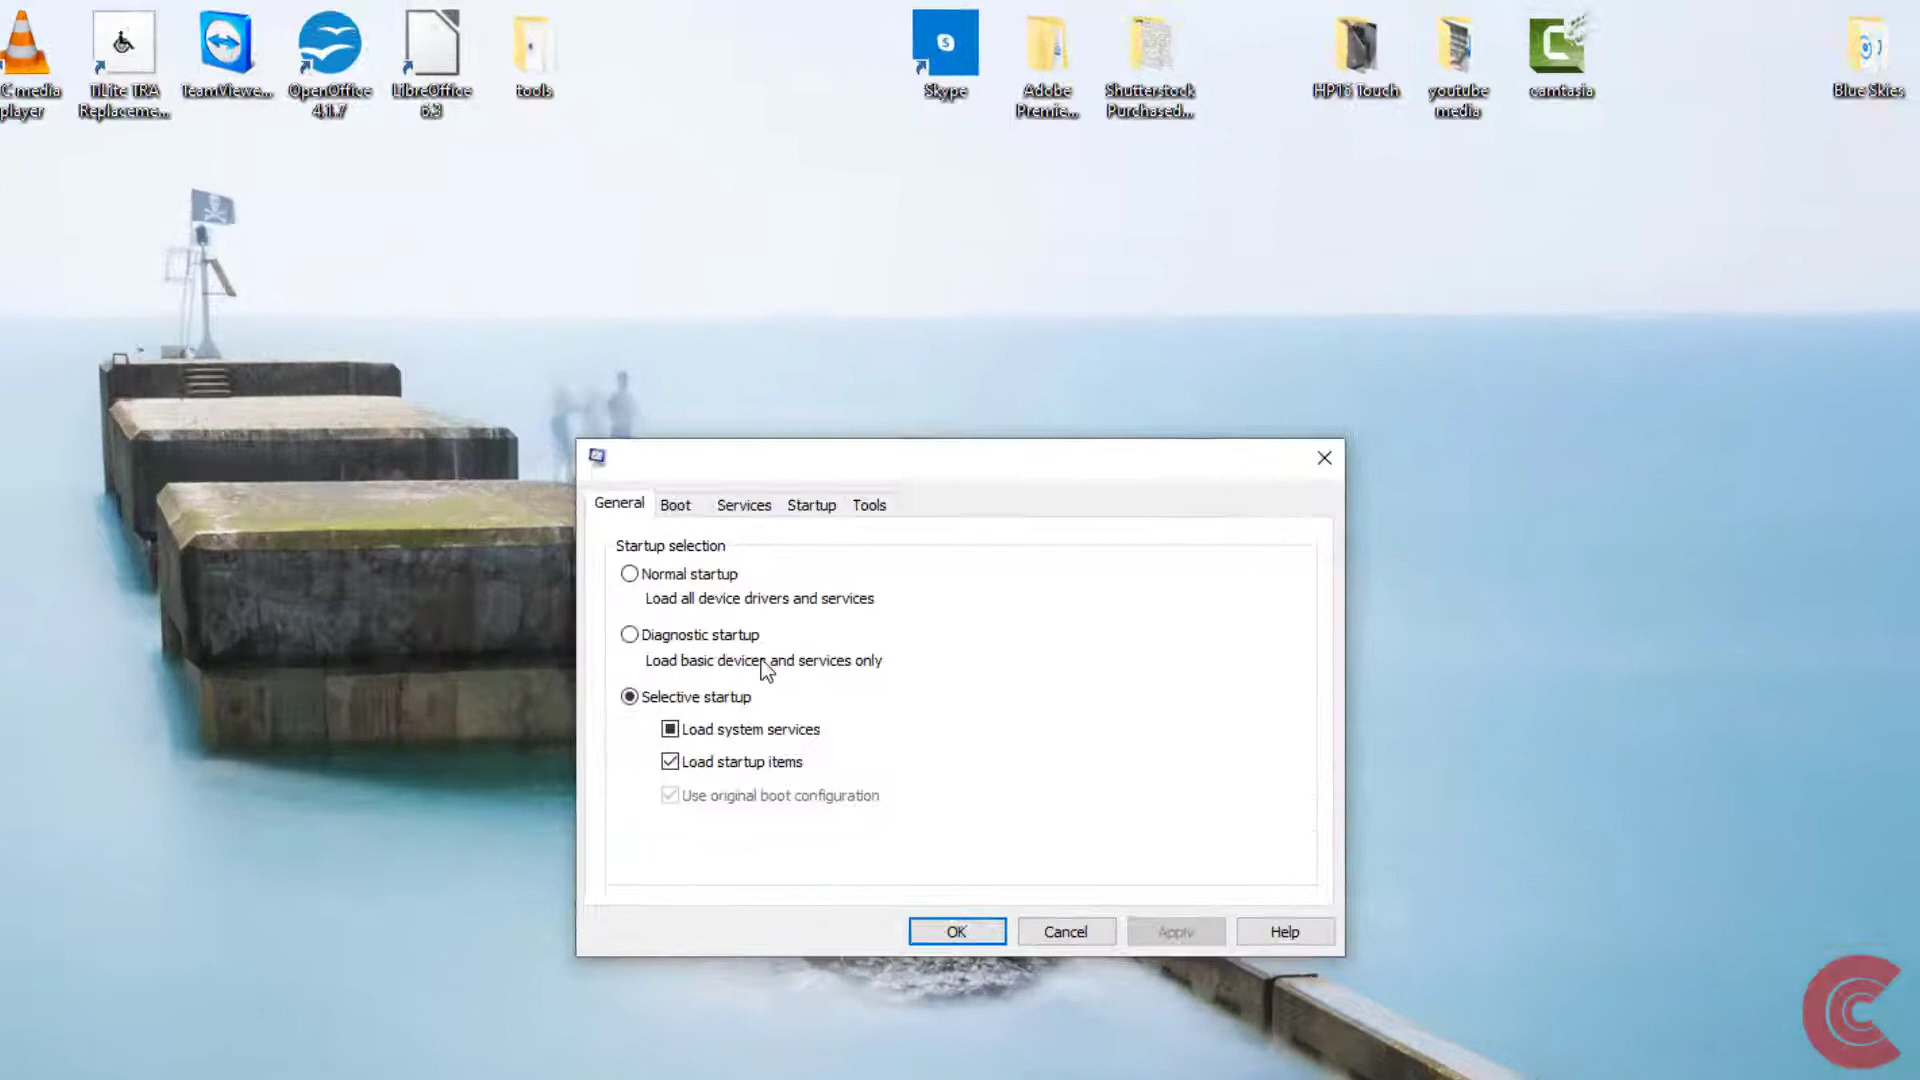 C media
player
TiLite TRA
Replaceme...
TeamViewe...
OpenOffice
4.1.7
LibreOffice
6.3
tools
Skype
Adobe
Premie...
Shutterstock
Purchased...
HP15 Touch
youtube
media
camtasia
Blue Skies
General
Boot
Services
Startup
Tools
Startup selection
Normal startup
Load all device drivers and services
Diagnostic startup
Load basic devices and services only
Selective startup
Load system services
Load startup items
Use original boot configuration
OK
Cancel
Apply
Help